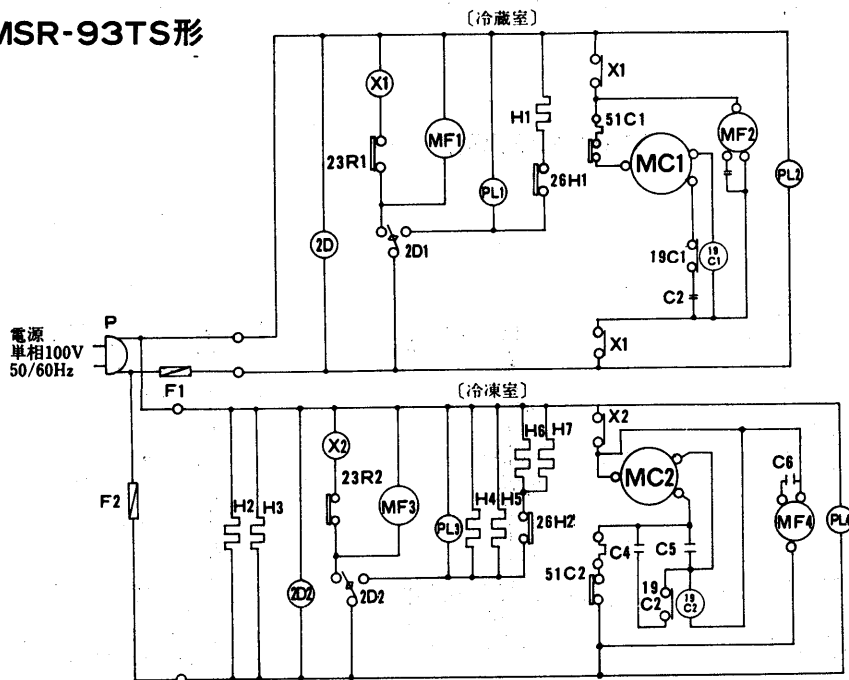 MSR-93TS形
〔冷蔵室〕
X1
X1
H1
51C1
MF1
MF2
MC1
23R1
PL1
26H1
PL2
2D
2D1
19C1
19
C1
C2
P
電源
単相100V
50/60Hz
X1
F1
〔冷凍室〕
X2
X2
H6
H7
23R2
MC2
C6
F2
H2
H3
MF3
H4
H5
PL3
26H2
MF4
PL4
C4
C5
51C2
2D2
2D2
19
C2
19
C2